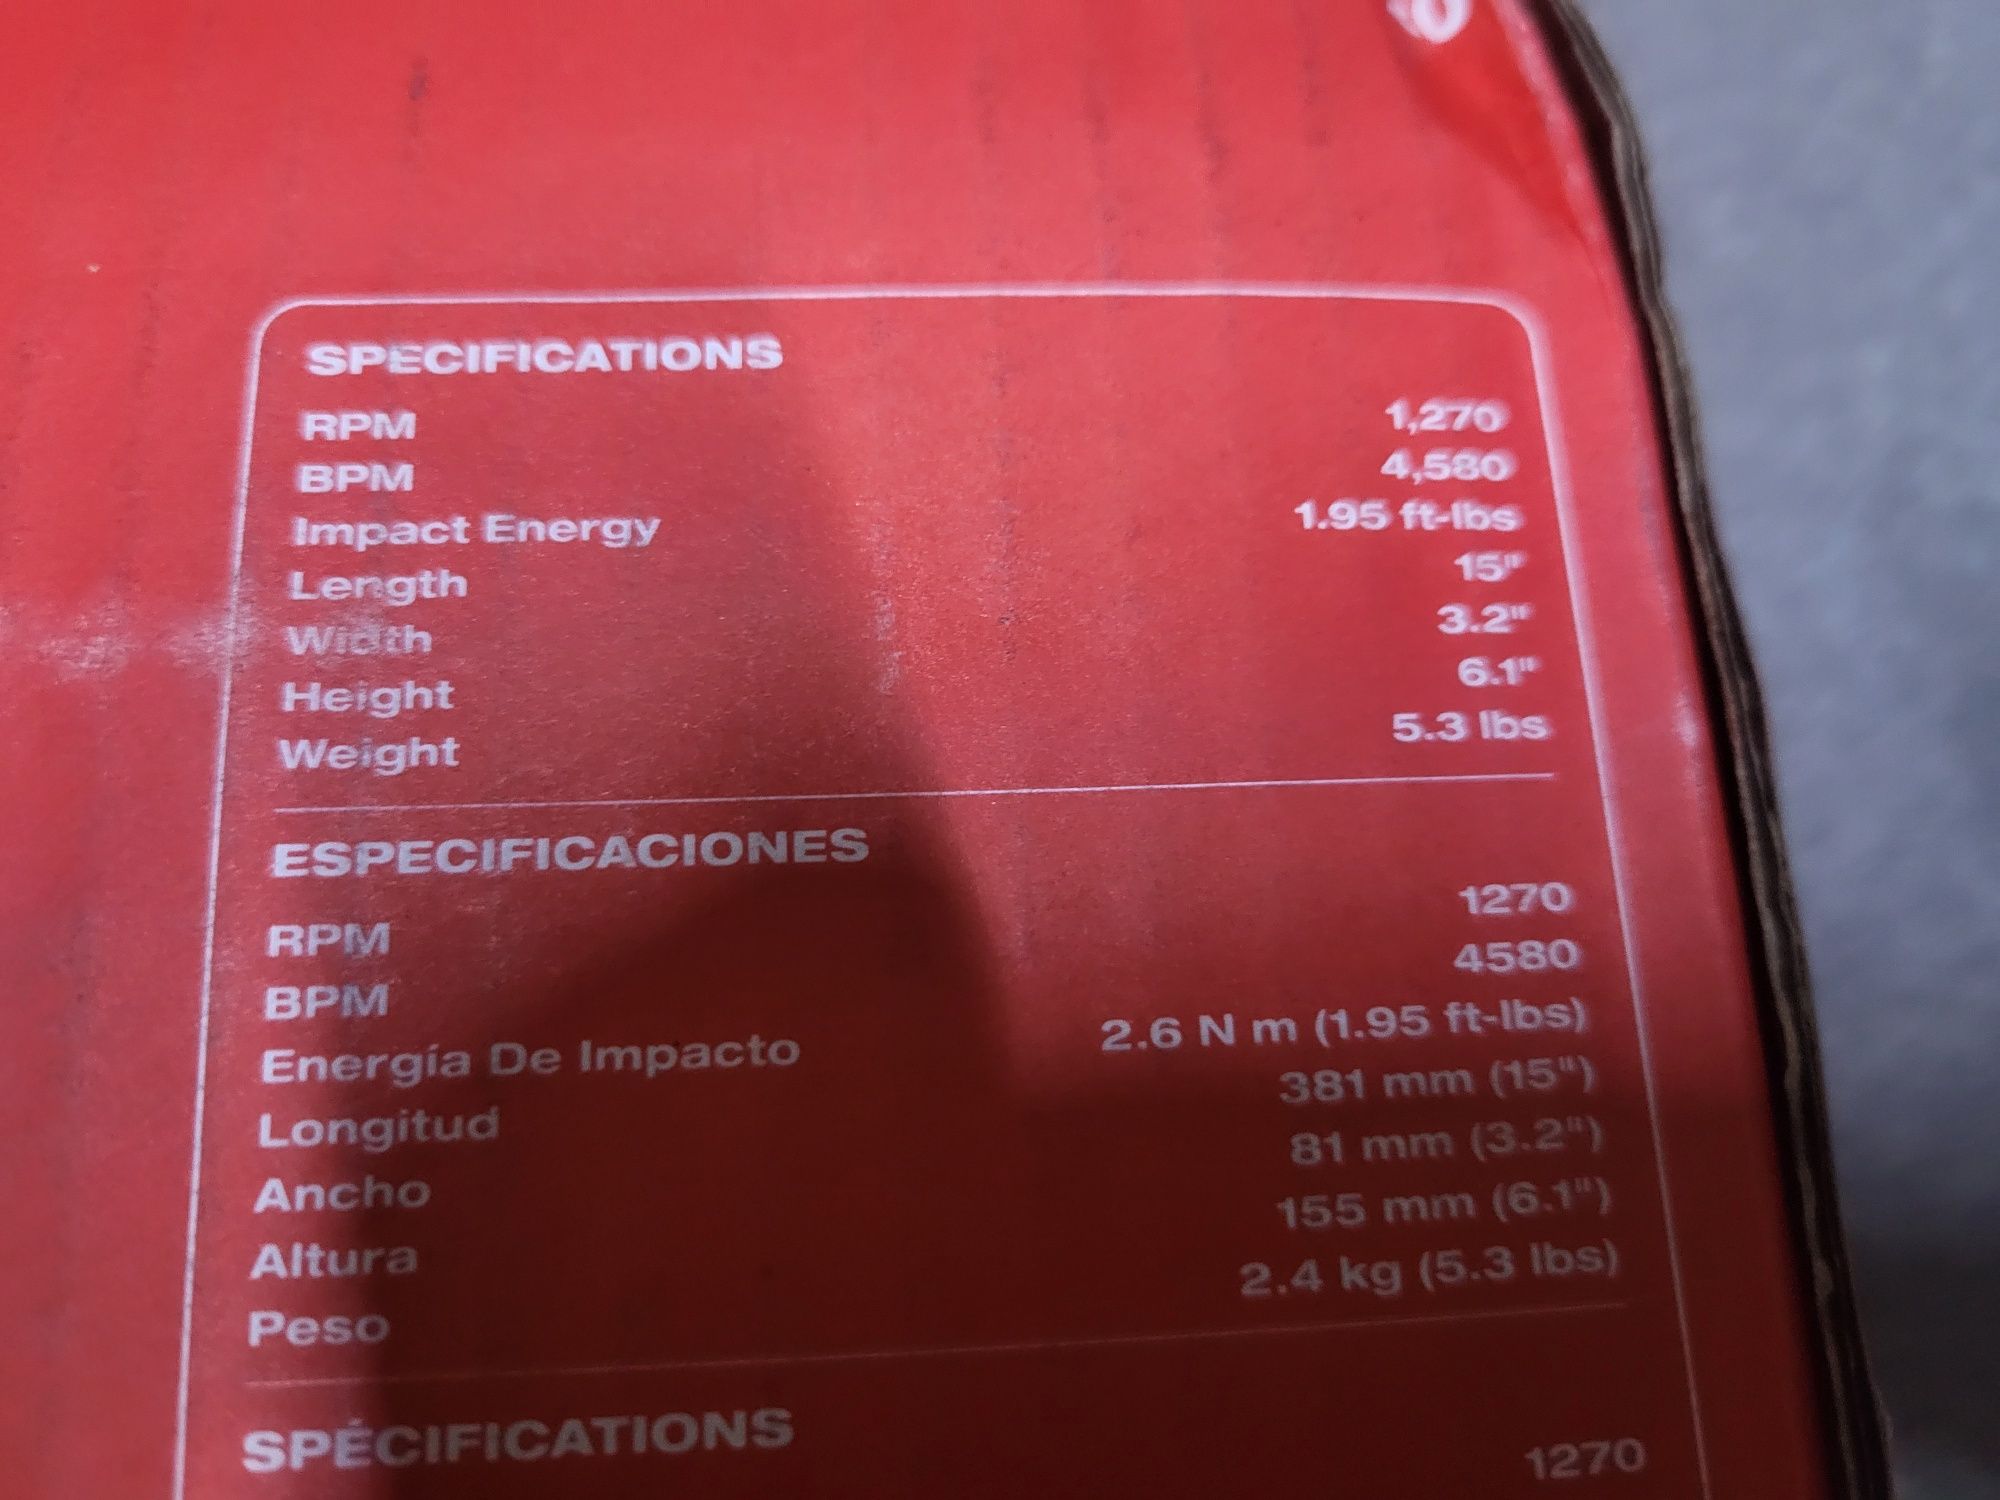 SPECIFICATIONS
RPM 1,270
BPM 4,580
Impact Energy 1.95 ft-lbs
Length 15"
Width 3.2"
Height 6.1"
Weight 5.3 lbs
ESPECIFICACIONES
RPM 1270
BPM 4580
Energía De Impacto 2.6 N m (1.95 ft-lbs)
Longitud 381 mm (15")
Ancho 81 mm (3.2")
Altura 155 mm (6.1")
Peso 2.4 kg (5.3 lbs)
SPÉCIFICATIONS
1270